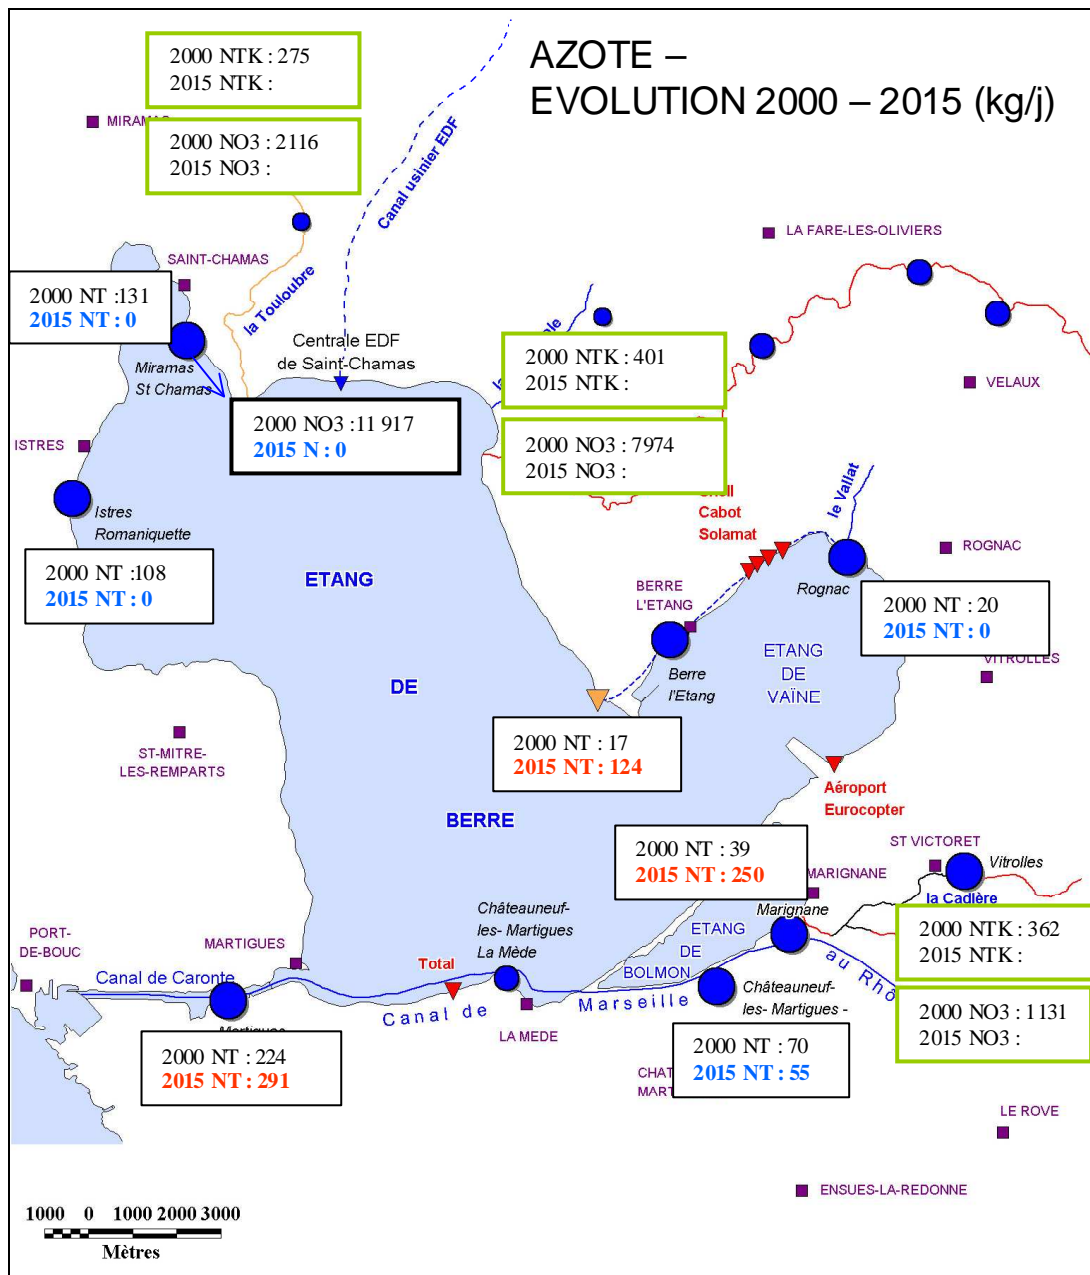 AZOTE –
EVOLUTION 2000 – 2015 (kg/j)
2000 NTK : 275
2015 NTK :
2000 NO3 : 2116
2015 NO3 :
Canal usinier EDF
LA FARE-LES-OLIVIERS
SAINT-CHAMAS
la Touloubre
2000 NT :131
2015 NT : 0
Centrale EDF
de Saint-Chamas
Miramas
St Chamas
2000 NTK : 401
2015 NTK :
VELAUX
2000 NO3 :11 917
2015 N : 0
2000 NO3 : 7974
2015 NO3 :
ISTRES
Istres
Romaniquette
le Vallat
Cabot
Solamat
ROGNAC
2000 NT :108
2015 NT : 0
ETANG
BERRE
L'ETANG
Rognac
2000 NT : 20
2015 NT : 0
VITROLLES
ETANG
DE
VAÏNE
Berre
l'Etang
DE
ST-MITRE-
LES-REMPARTS
2000 NT : 17
2015 NT : 124
Aéroport
Eurocopter
BERRE
2000 NT : 39
2015 NT : 250
ST VICTORET
Vitrolles
MARIGNANE
la Cadière
Marignane
Châteauneuf-
les- Martigues
La Mède
ETANG
DE
BOLMON
2000 NTK : 362
2015 NTK :
PORT-
DE-BOUC
MARTIGUES
Canal de Caronte
Total
Canal de Marseille au
Châteauneuf-
les- Martigues -
2000 NO3 : 1131
2015 NO3 :
LA MEDE
2000 NT : 224
2015 NT : 291
2000 NT : 70
2015 NT : 55
LE ROVE
ENSUES-LA-REDONNE
1000 0 1000 2000 3000
Mètres